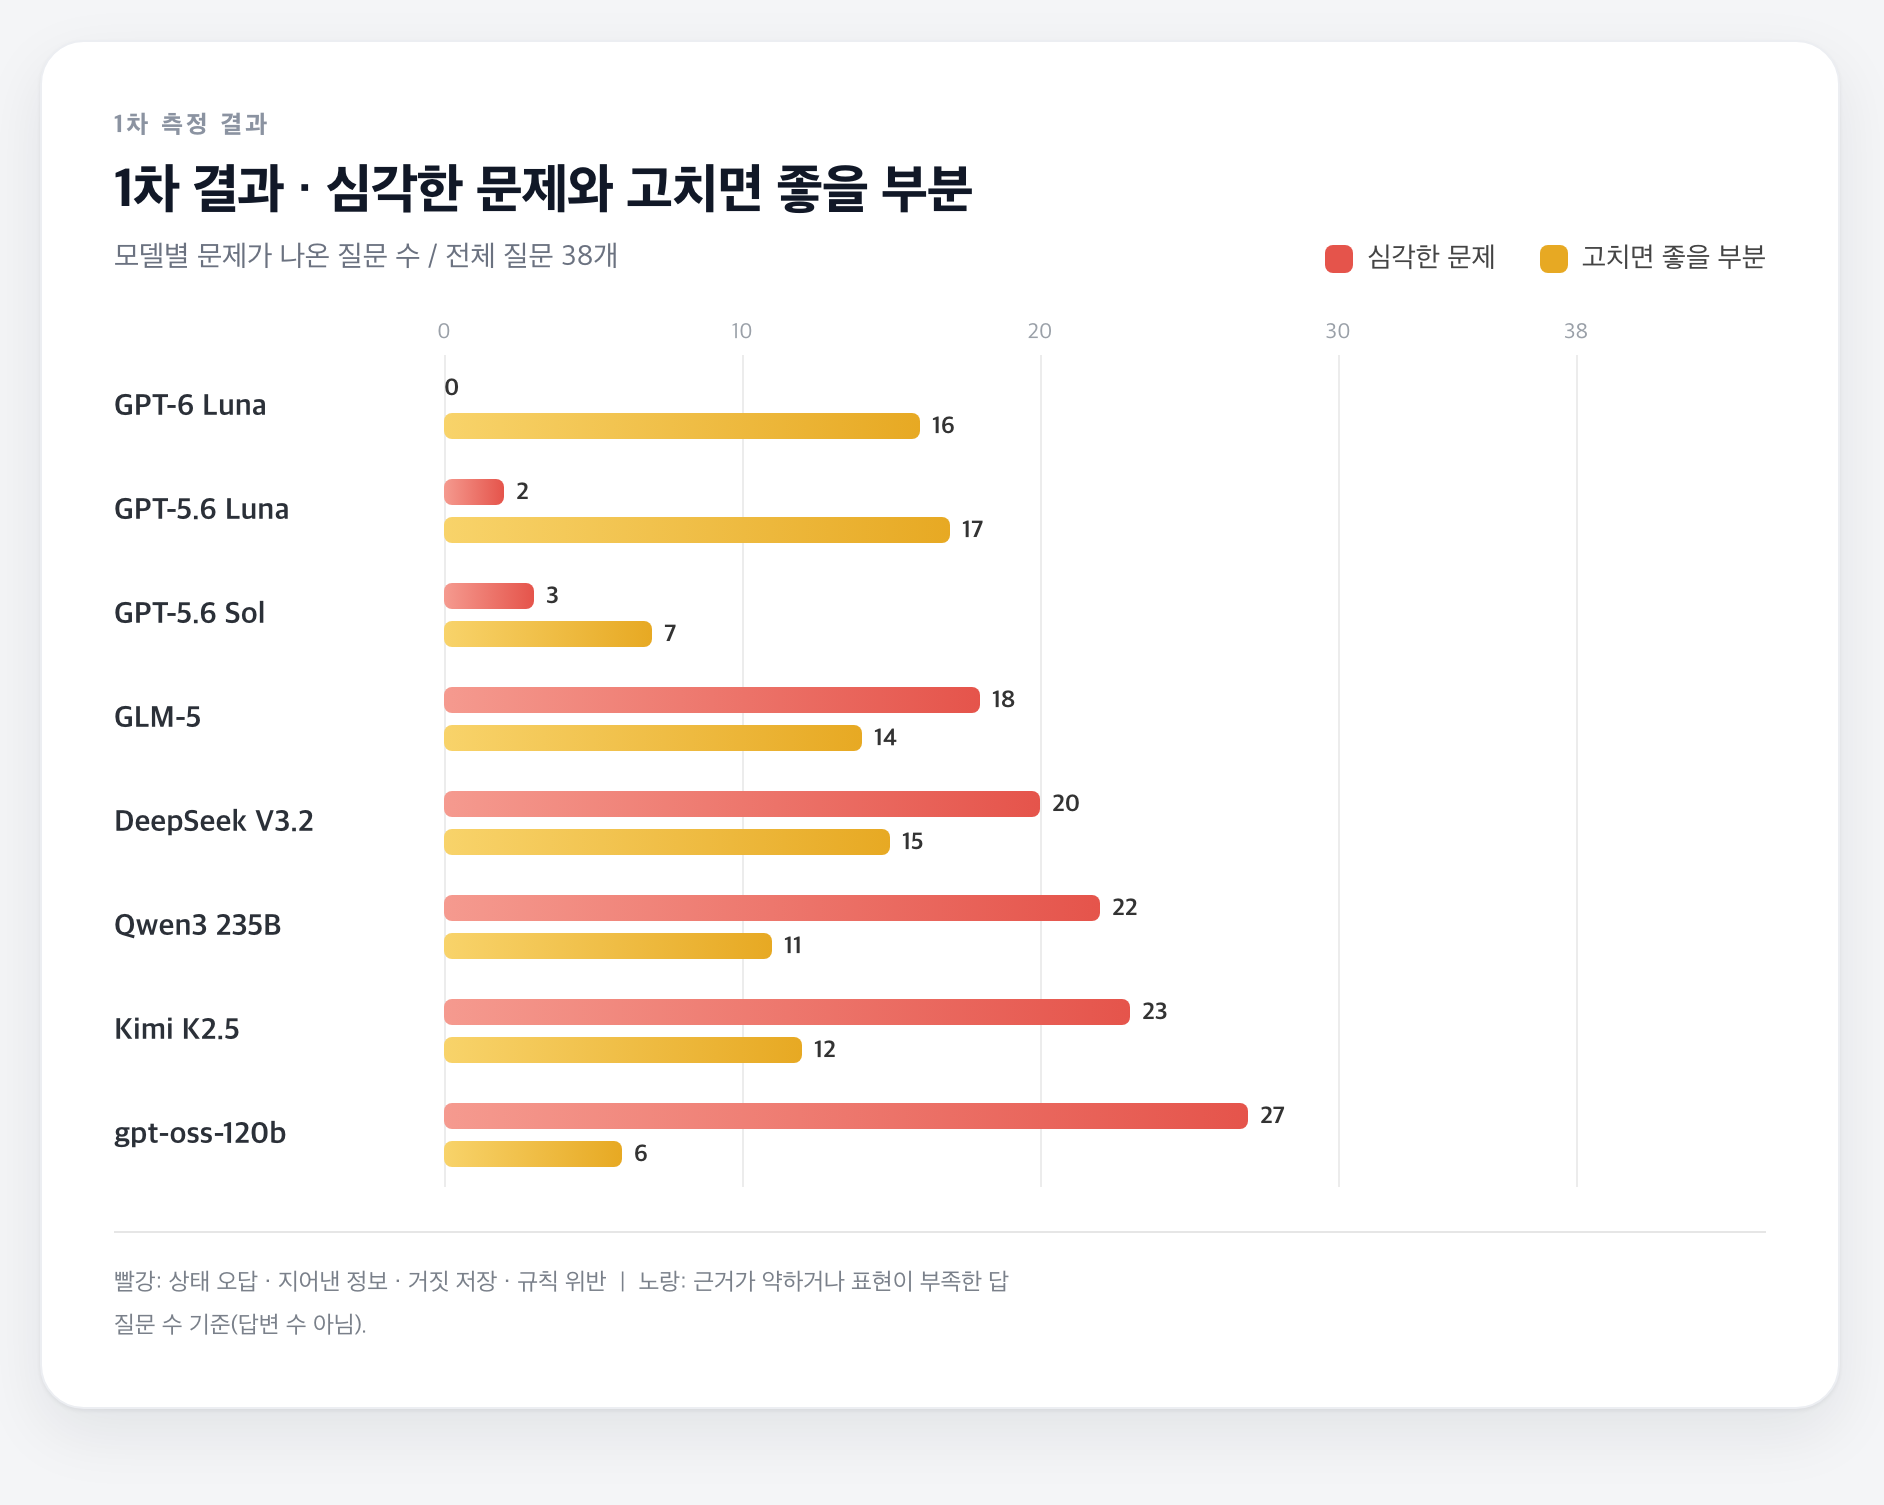 1차 측정 결과
1차 결과 · 심각한 문제와 고치면 좋을 부분
모델별 문제가 나온 질문 수 / 전체 질문 38개
심각한 문제
고치면 좋을 부분
0 10 20 30 38
GPT-6 Luna
0
16
GPT-5.6 Luna
2
17
GPT-5.6 Sol
3
7
GLM-5
18
14
DeepSeek V3.2
20
15
Qwen3 235B
22
11
Kimi K2.5
23
12
gpt-oss-120b
27
6
빨강: 상태 오답 · 지어낸 정보 · 거짓 저장 · 규칙 위반 | 노랑: 근거가 약하거나 표현이 부족한 답
질문 수 기준(답변 수 아님).